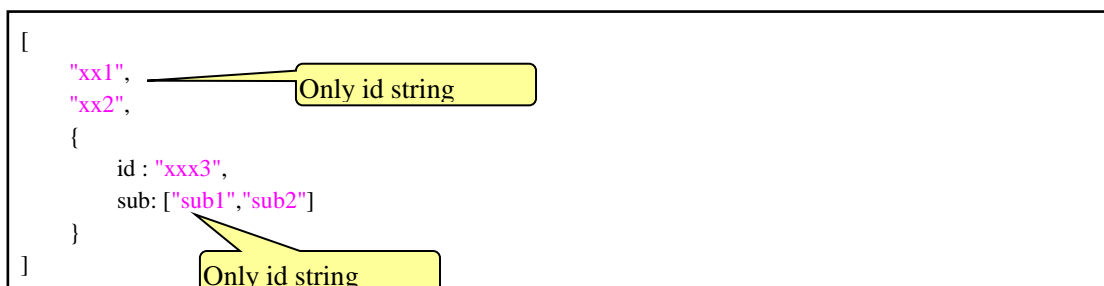 [
"xx1",
Only id string
"xx2",
{
id : "xxx3",
sub: ["sub1","sub2"]
}
]
Only id string